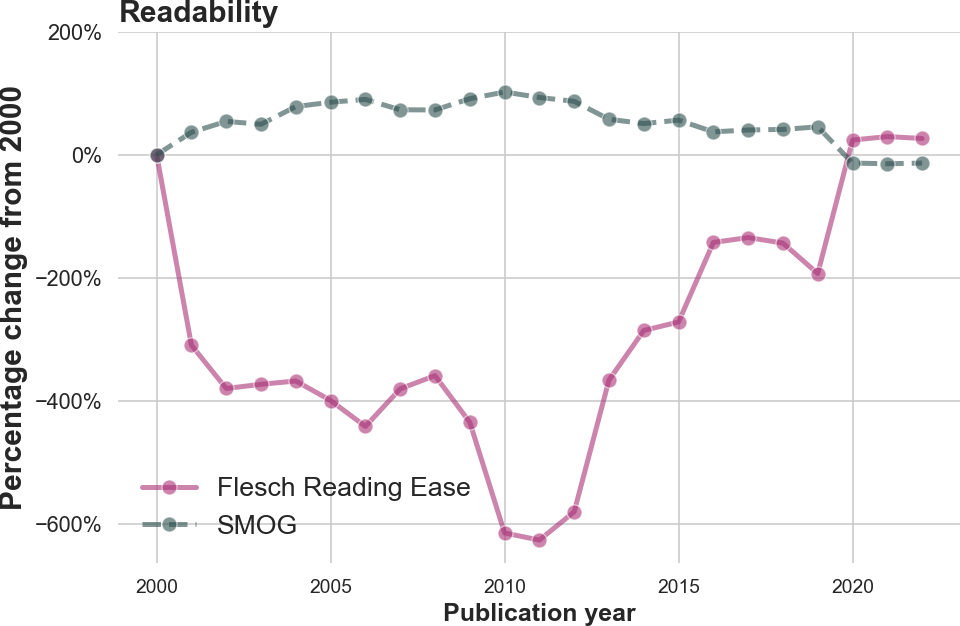 Readability
Percentage change from 2000
200%
0%
−200%
−400%
−600%
Flesch Reading Ease
SMOG
2000
2005
2010
2015
2020
Publication year